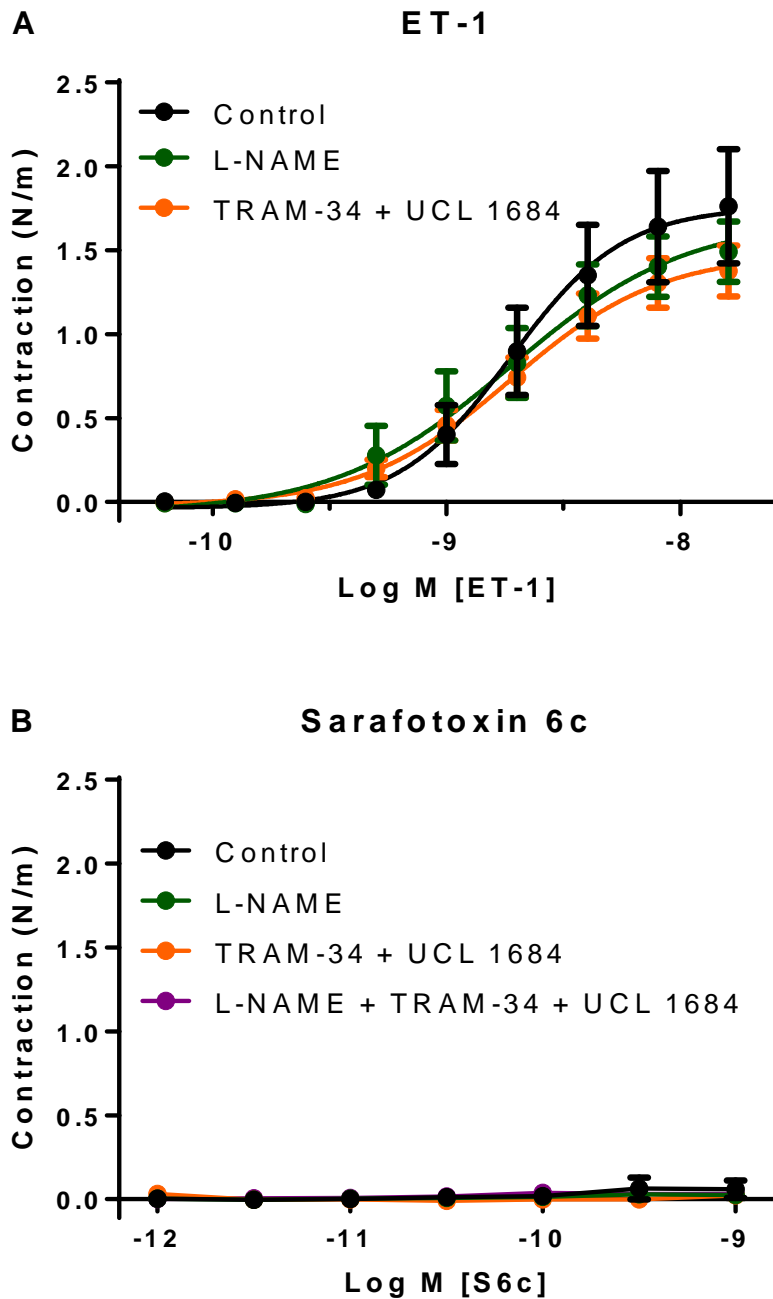 A
ET-1
2.5
2.0
1.5
1.0
0.5
0.0
Contraction (N/m)
Control
L-NAME
TRAM-34 + UCL 1684
-10
-9
-8
Log M [ET-1]
B
Sarafotoxin 6c
2.5
2.0
1.5
1.0
0.5
0.0
Contraction (N/m)
Control
L-NAME
TRAM-34 + UCL 1684
L-NAME + TRAM-34 + UCL 1684
-12
-11
-10
-9
Log M [S6c]